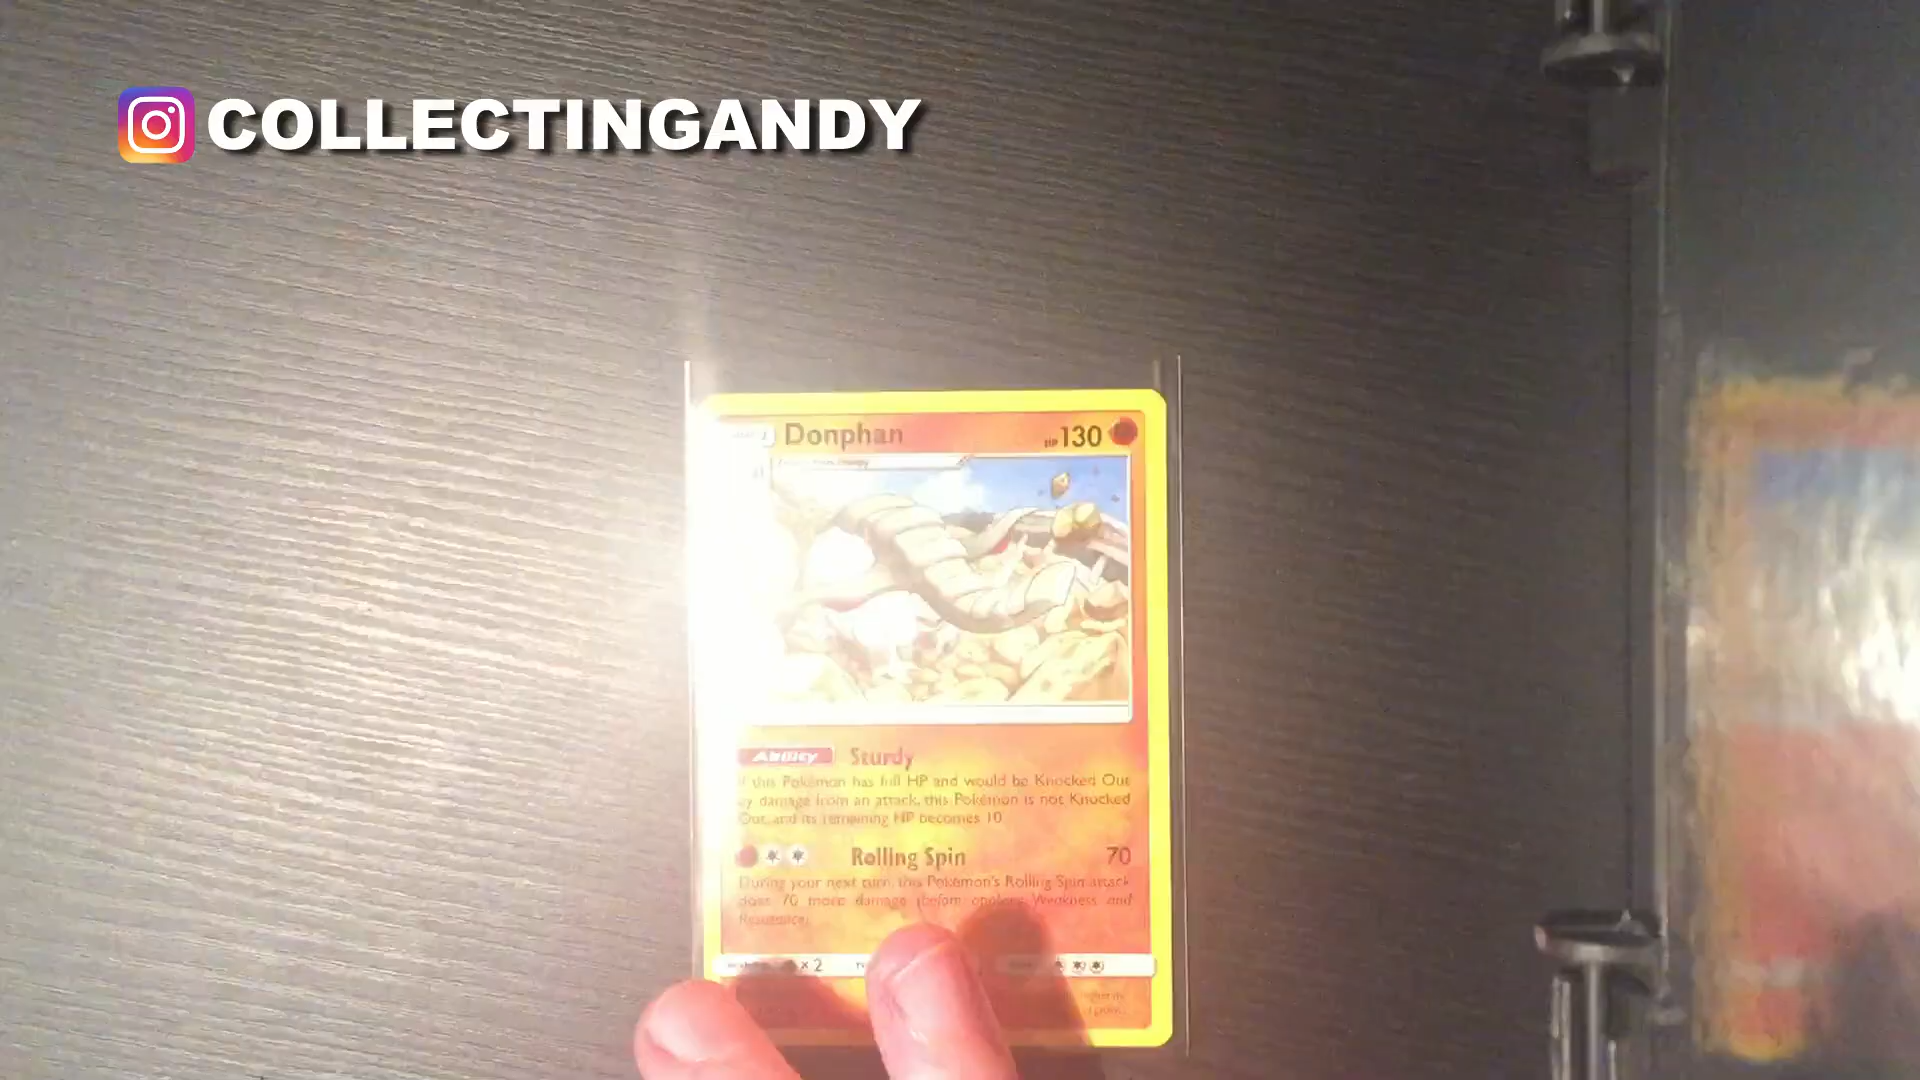 COLLECTINGANDY
Donphan
HP 130
Ability Sturdy
If this Pokémon has full HP and would be Knocked Out
by damage from an attack, this Pokémon is not Knocked
Out, and its remaining HP becomes 10
Rolling Spin 70
During your next turn, this Pokémon's Rolling Spin attack
does 70 more damage (before applying Weakness and
Resistance).
×2